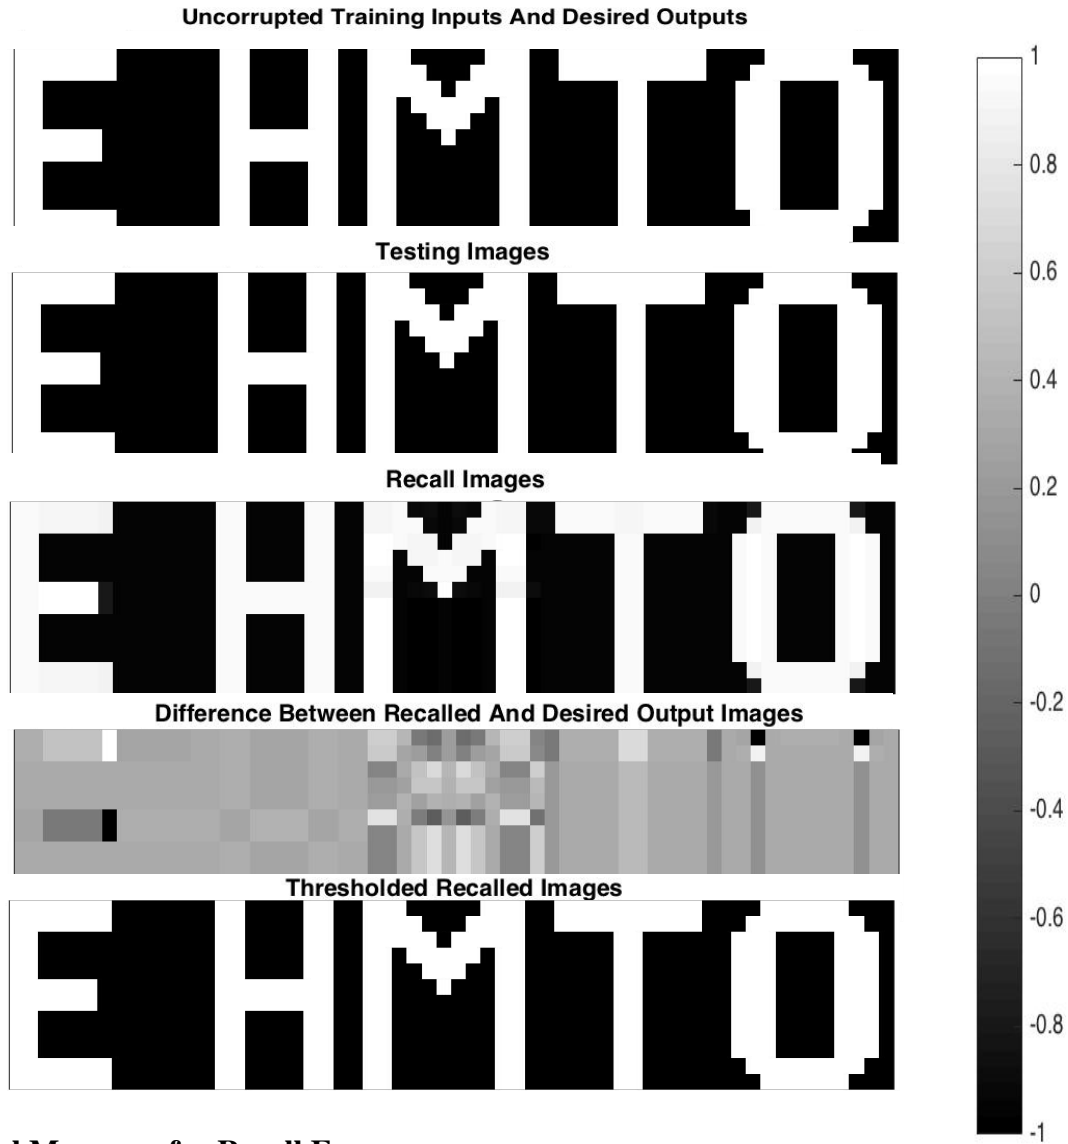 Uncorrupted Training Inputs And Desired Outputs
E H M T O
Testing Images
E H M T O
Recall Images
E H M T O
Difference Between Recalled And Desired Output Images
Thresholded Recalled Images
E H M T O
1
0.8
0.6
0.4
0.2
0
-0.2
-0.4
-0.6
-0.8
-1